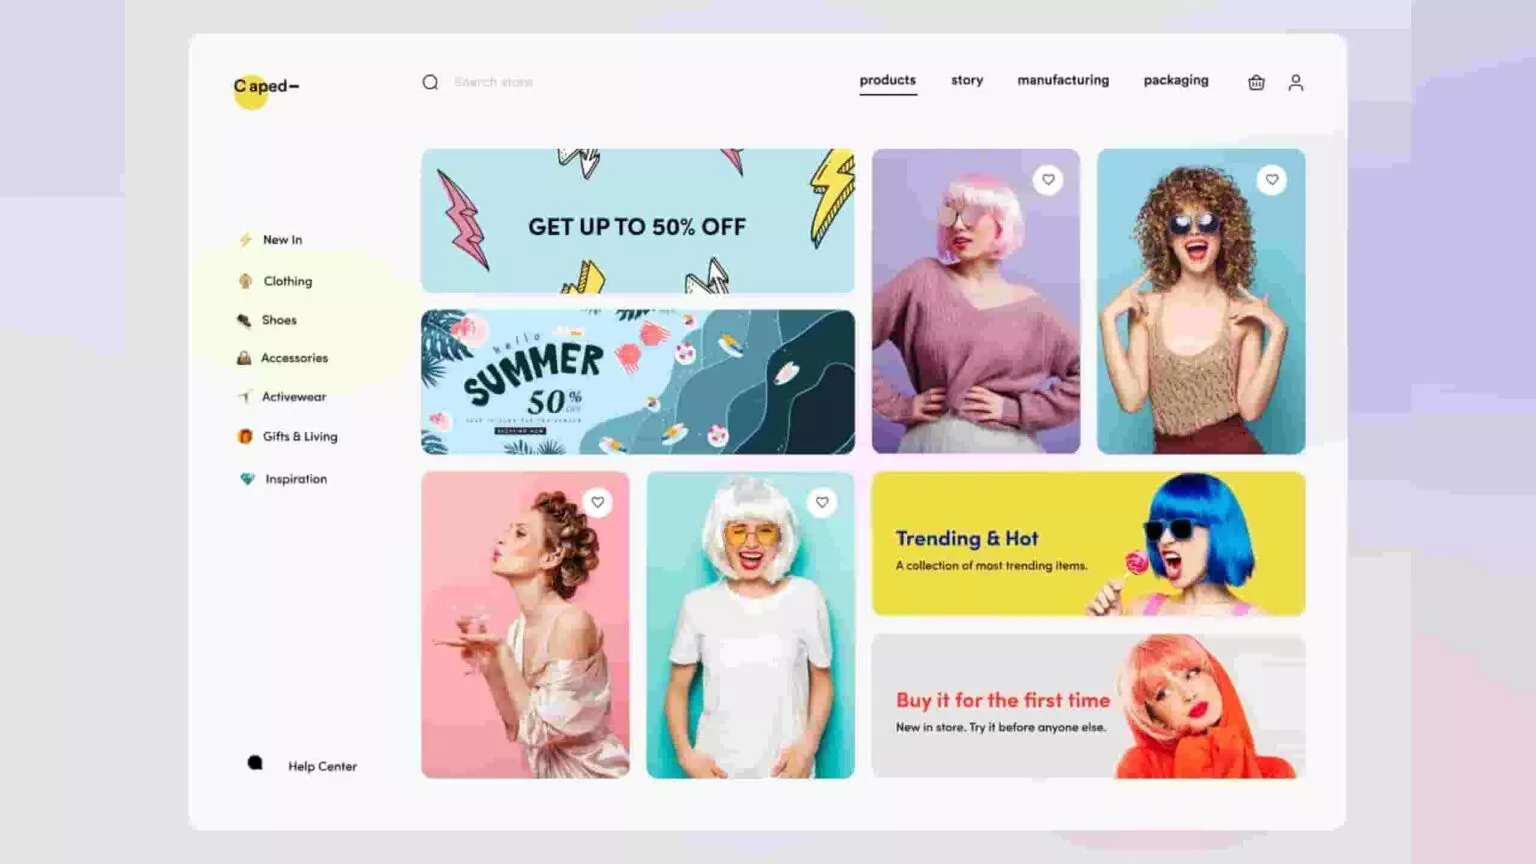 C aped-
Search store
products
story
manufacturing
packaging
New In
Clothing
Shoes
Accessories
Activewear
Gifts & Living
Inspiration
Help Center
GET UP TO 50% OFF
hello
SUMMER
50%
OFF
Trending & Hot
A collection of most trending items.
Buy it for the first time
New in store. Try it before anyone else.